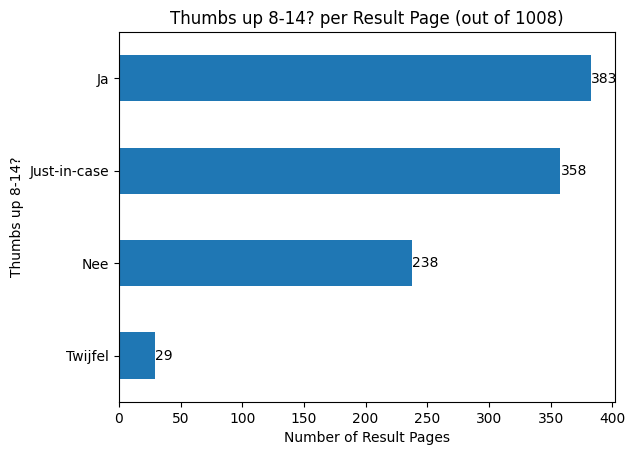 Thumbs up 8-14? per Result Page (out of 1008)
Ja
383
Just-in-case
358
Nee
238
Twijfel
29
Thumbs up 8-14?
0 50 100 150 200 250 300 350 400
Number of Result Pages